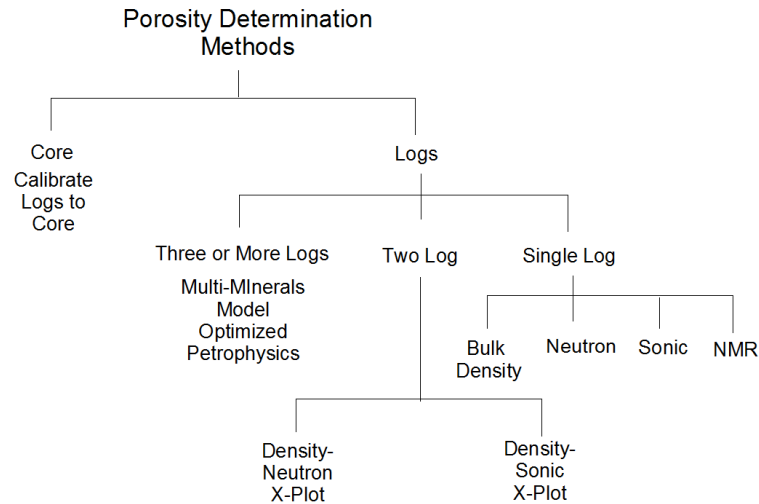 Porosity Determination
Methods
Core
Calibrate
Logs to
Core
Logs
Three or More Logs
Multi-MInerals
Model
Optimized
Petrophysics
Two Log
Single Log
Bulk
Density
Neutron
Sonic
NMR
Density-
Neutron
X-Plot
Density-
Sonic
X-Plot